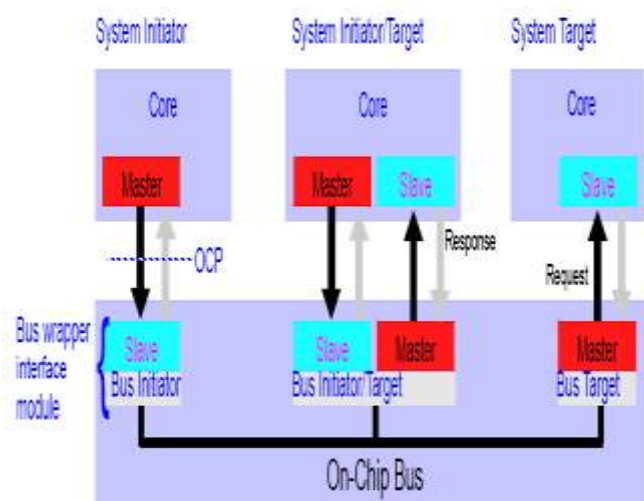 System Initiator
System Initiator/Target
System Target
Core
Core
Core
Master
Master
Slave
Slave
Response
OCP
Request
Bus wrapper
interface
module
Slave
Slave
Master
Master
Bus Initiator
Bus Initiator/Target
Bus Target
On-Chip Bus